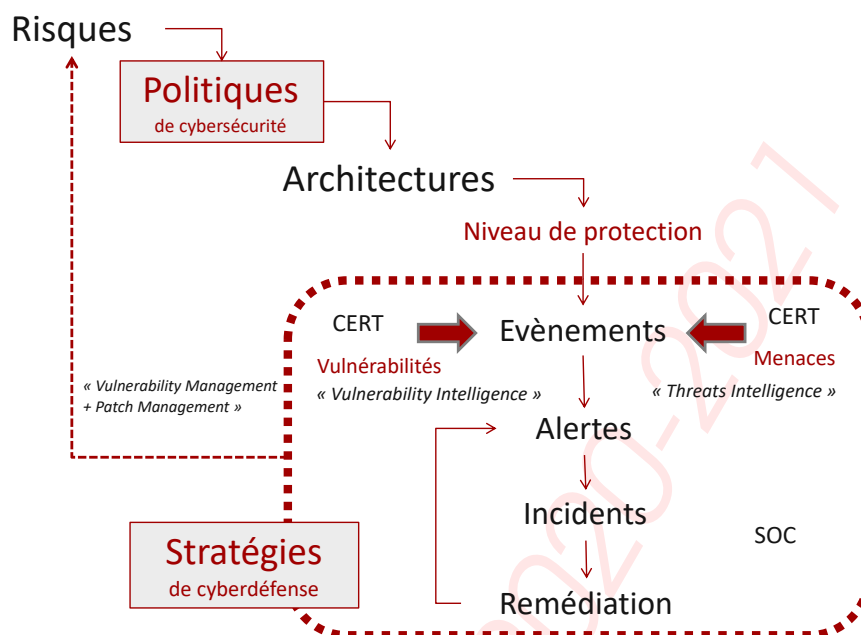 Risques
Politiques
de cybersécurité
Architectures
Niveau de protection
CERT
Evènements
CERT
Vulnérabilités
Menaces
« Vulnerability Management
+ Patch Management »
« Vulnerability Intelligence »
« Threats Intelligence »
Alertes
Incidents
SOC
Stratégies
de cyberdéfense
Remédiation
2020-2021